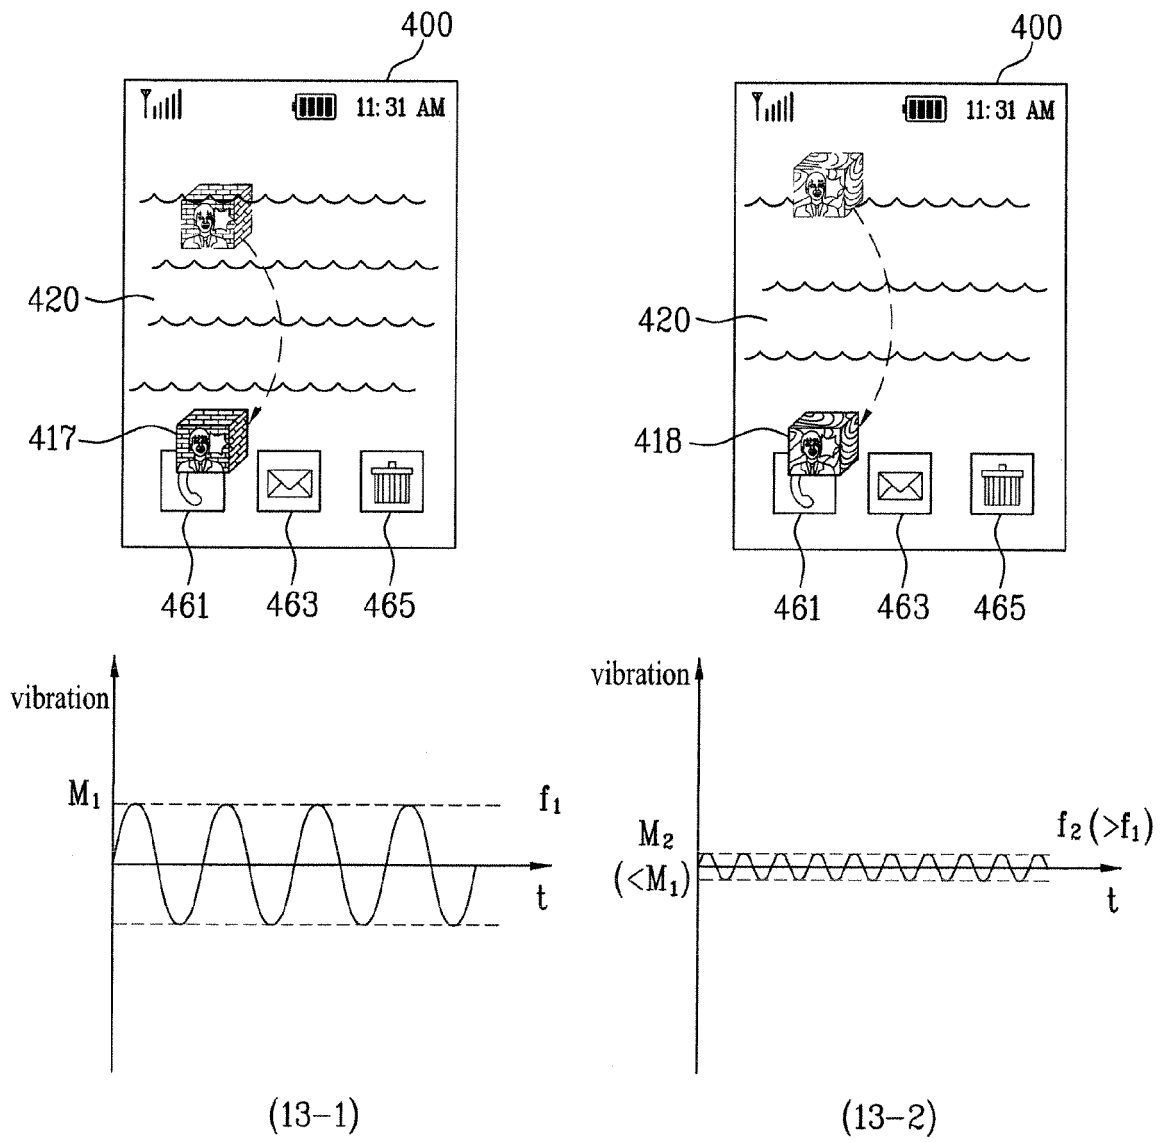 400
11:31 AM
420
417
461
463
465
400
11:31 AM
420
418
461
463
465
vibration
M₁
f₁
t
(13-1)
vibration
M₂
(<M₁)
f₂ (>f₁)
t
(13-2)